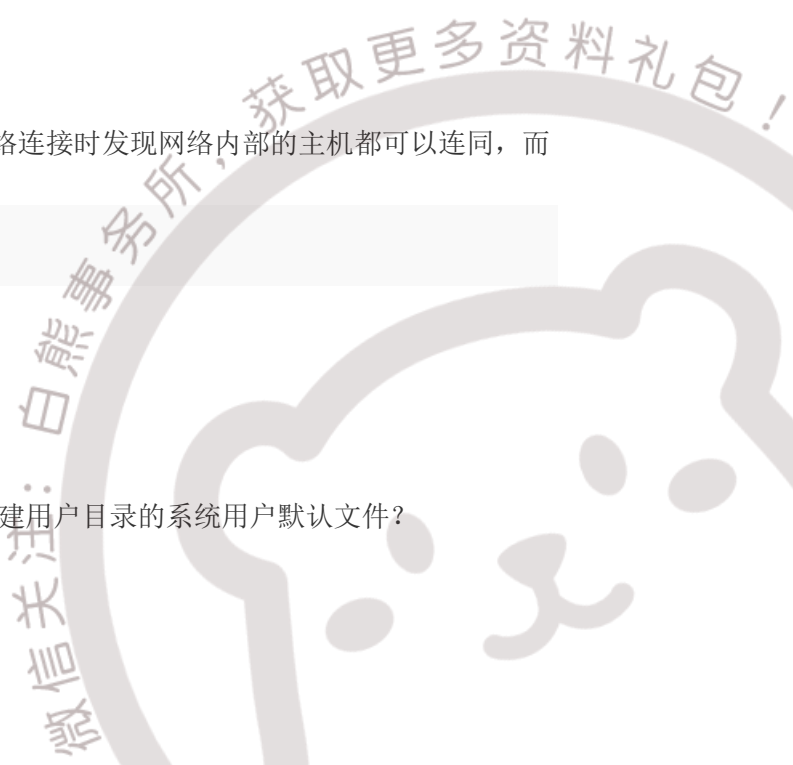 获取更多资料礼包！
络连接时发现网络内部的主机都可以连同，而
建用户目录的系统用户默认文件？
微信关注：白熊事务所，